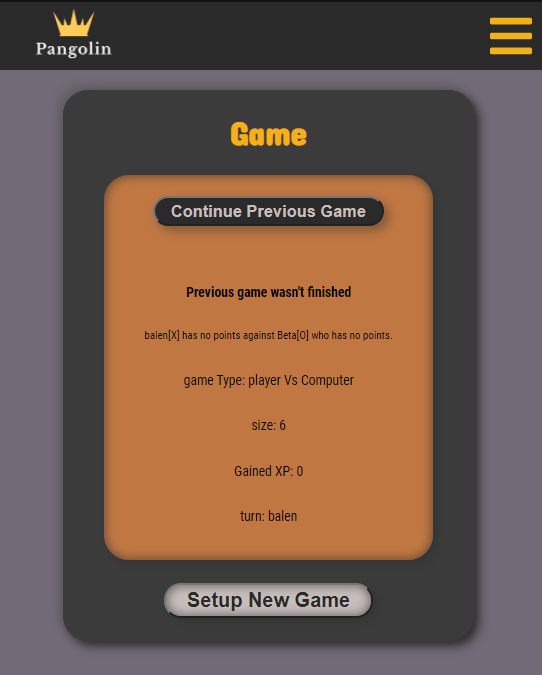 Pangolin
Game
Continue Previous Game
Previous game wasn't finished
balen[X] has no points against Beta[O] who has no points.
game Type: player Vs Computer
size: 6
Gained XP: 0
turn: balen
Setup New Game